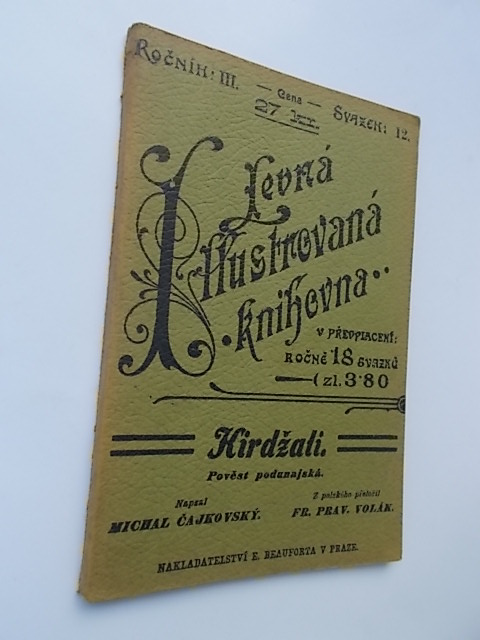 Ročník: III.
— Cena —
27 kr.
Svazek: 12.
Levná
Illustrovaná
knihovna
v předplacení:
ročně 18 svazků
zl. 3·80
Kirdžali.
Pověst podunajská.
Napsal
MICHAL ČAJKOVSKÝ.
Z polského přeložil
FR. PRAV. VOLÁK.
NAKLADATELSTVÍ E. BEAUFORTA V PRAZE.